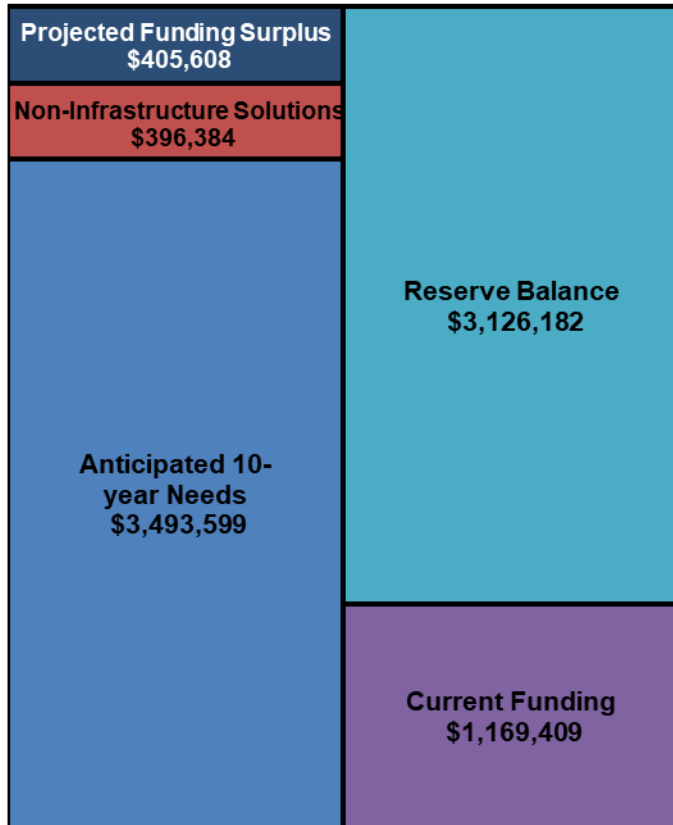 Projected Funding Surplus
$405,608
Non-Infrastructure Solutions
$396,384
Anticipated 10-
year Needs
$3,493,599
Reserve Balance
$3,126,182
Current Funding
$1,169,409